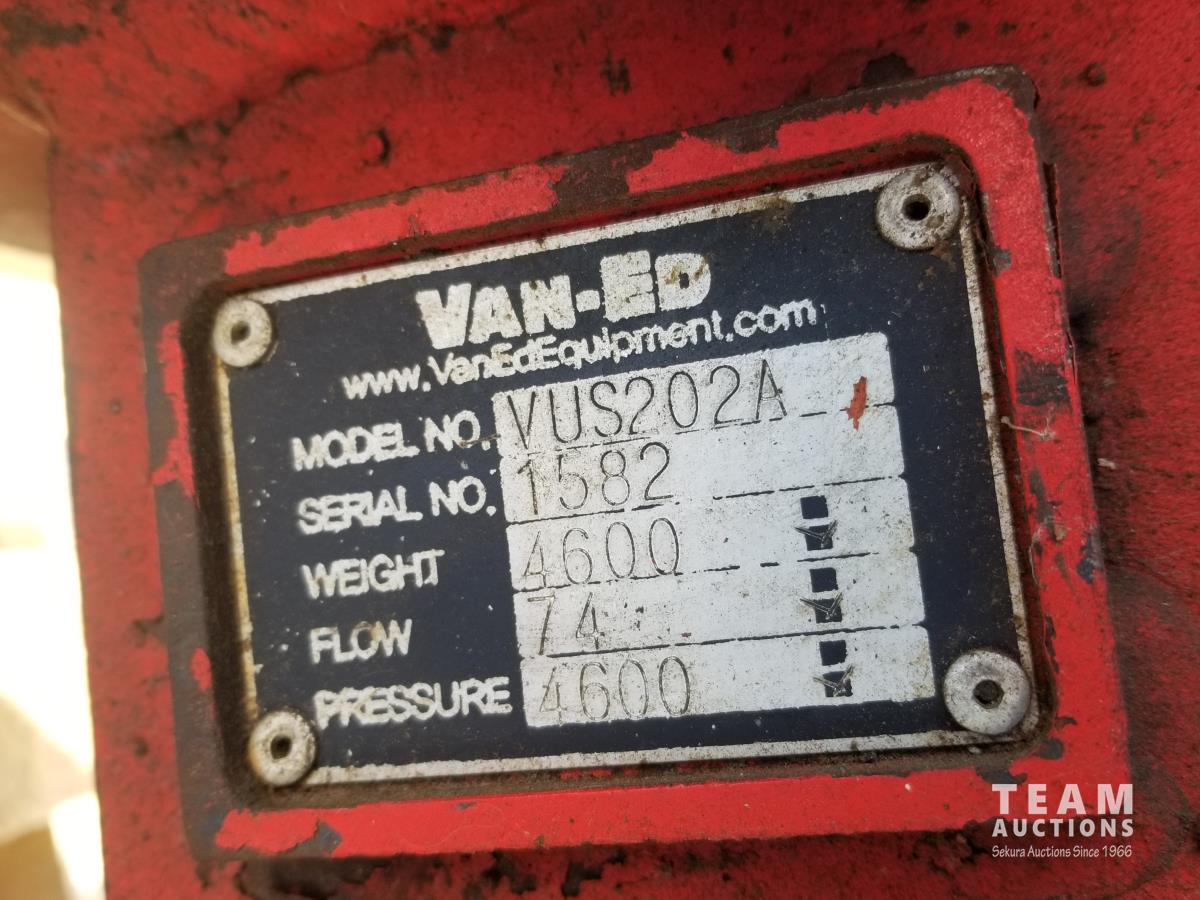 VAN-ED
www.VanEdEquipment.com
MODEL NO. VUS202A
SERIAL NO. 1582
WEIGHT 4600
FLOW 74
PRESSURE 4600
TEAM
AUCTIONS
Sekura Auctions Since 1966